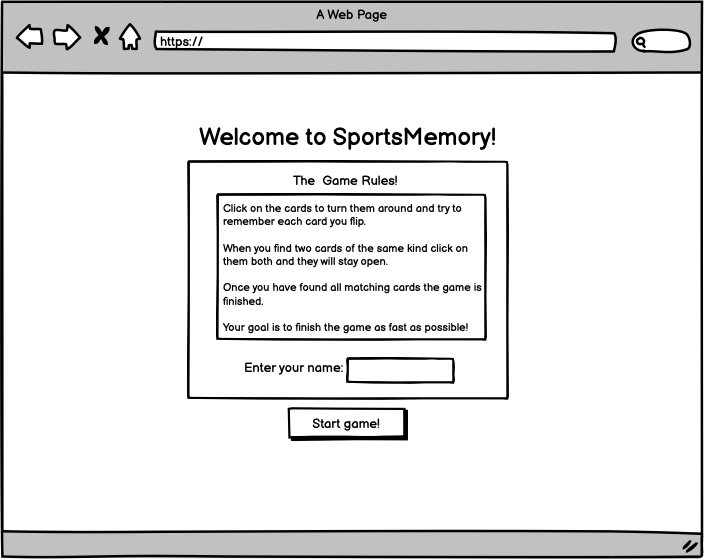 A Web Page
https://
Welcome to SportsMemory!
The Game Rules!
Click on the cards to turn them around and try to
remember each card you flip.
When you find two cards of the same kind click on
them both and they will stay open.
Once you have found all matching cards the game is
finished.
Your goal is to finish the game as fast as possible!
Enter your name:
Start game!